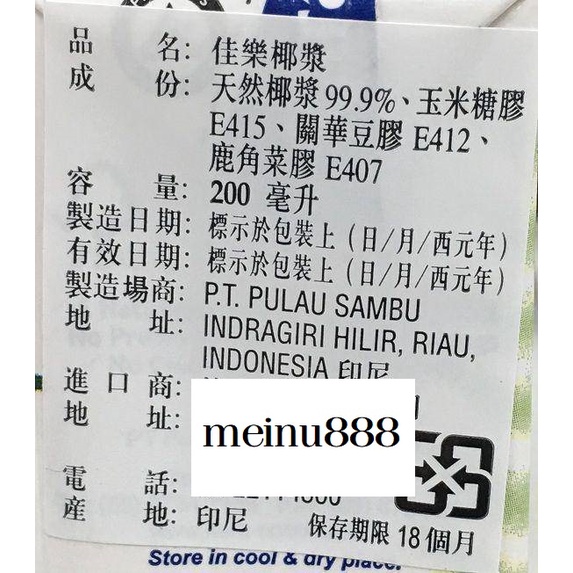 品 名: 佳樂椰漿
成 份: 天然椰漿 99.9%、玉米糖膠
E415、關華豆膠 E412、
鹿角菜膠 E407
容 量: 200 毫升
製造日期: 標示於包裝上 (日/月/西元年)
有效日期: 標示於包裝上 (日/月/西元年)
製造場商: P.T. PULAU SAMBU
地 址: INDRAGIRI HILIR, RIAU,
INDONESIA 印尼
進 口 商:
地 址:
meinu888
電 話:
產 地: 印尼 保存期限 18 個月
Store in cool & dry place.